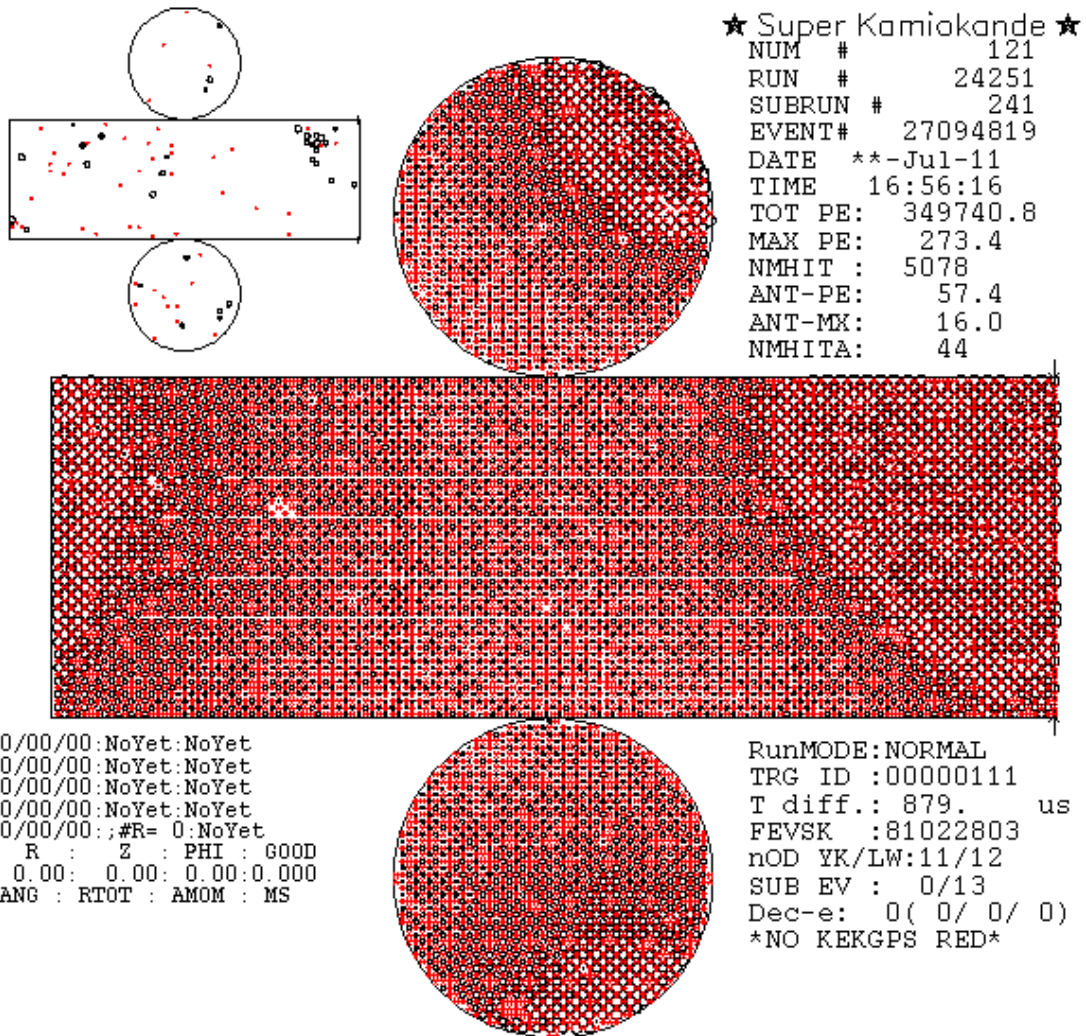 ★ Super Kamiokande ★
NUM # 121
RUN # 24251
SUBRUN # 241
EVENT# 27094819
DATE **-Jul-11
TIME 16:56:16
TOT PE: 349740.8
MAX PE: 273.4
NMHIT : 5078
ANT-PE: 57.4
ANT-MX: 16.0
NMHITA: 44
0/00/00:NoYet:NoYet
0/00/00:NoYet:NoYet
0/00/00:NoYet:NoYet
0/00/00:NoYet:NoYet
0/00/00:;#R= 0:NoYet
R : Z : PHI : GOOD
0.00: 0.00: 0.00:0.000
ANG : RTOT : AMOM : MS
RunMODE:NORMAL
TRG ID :00000111
T diff.: 879. us
FEVSK :81022803
nOD YK/LW:11/12
SUB EV : 0/13
Dec-e: 0( 0/ 0/ 0)
*NO KEKGPS RED*